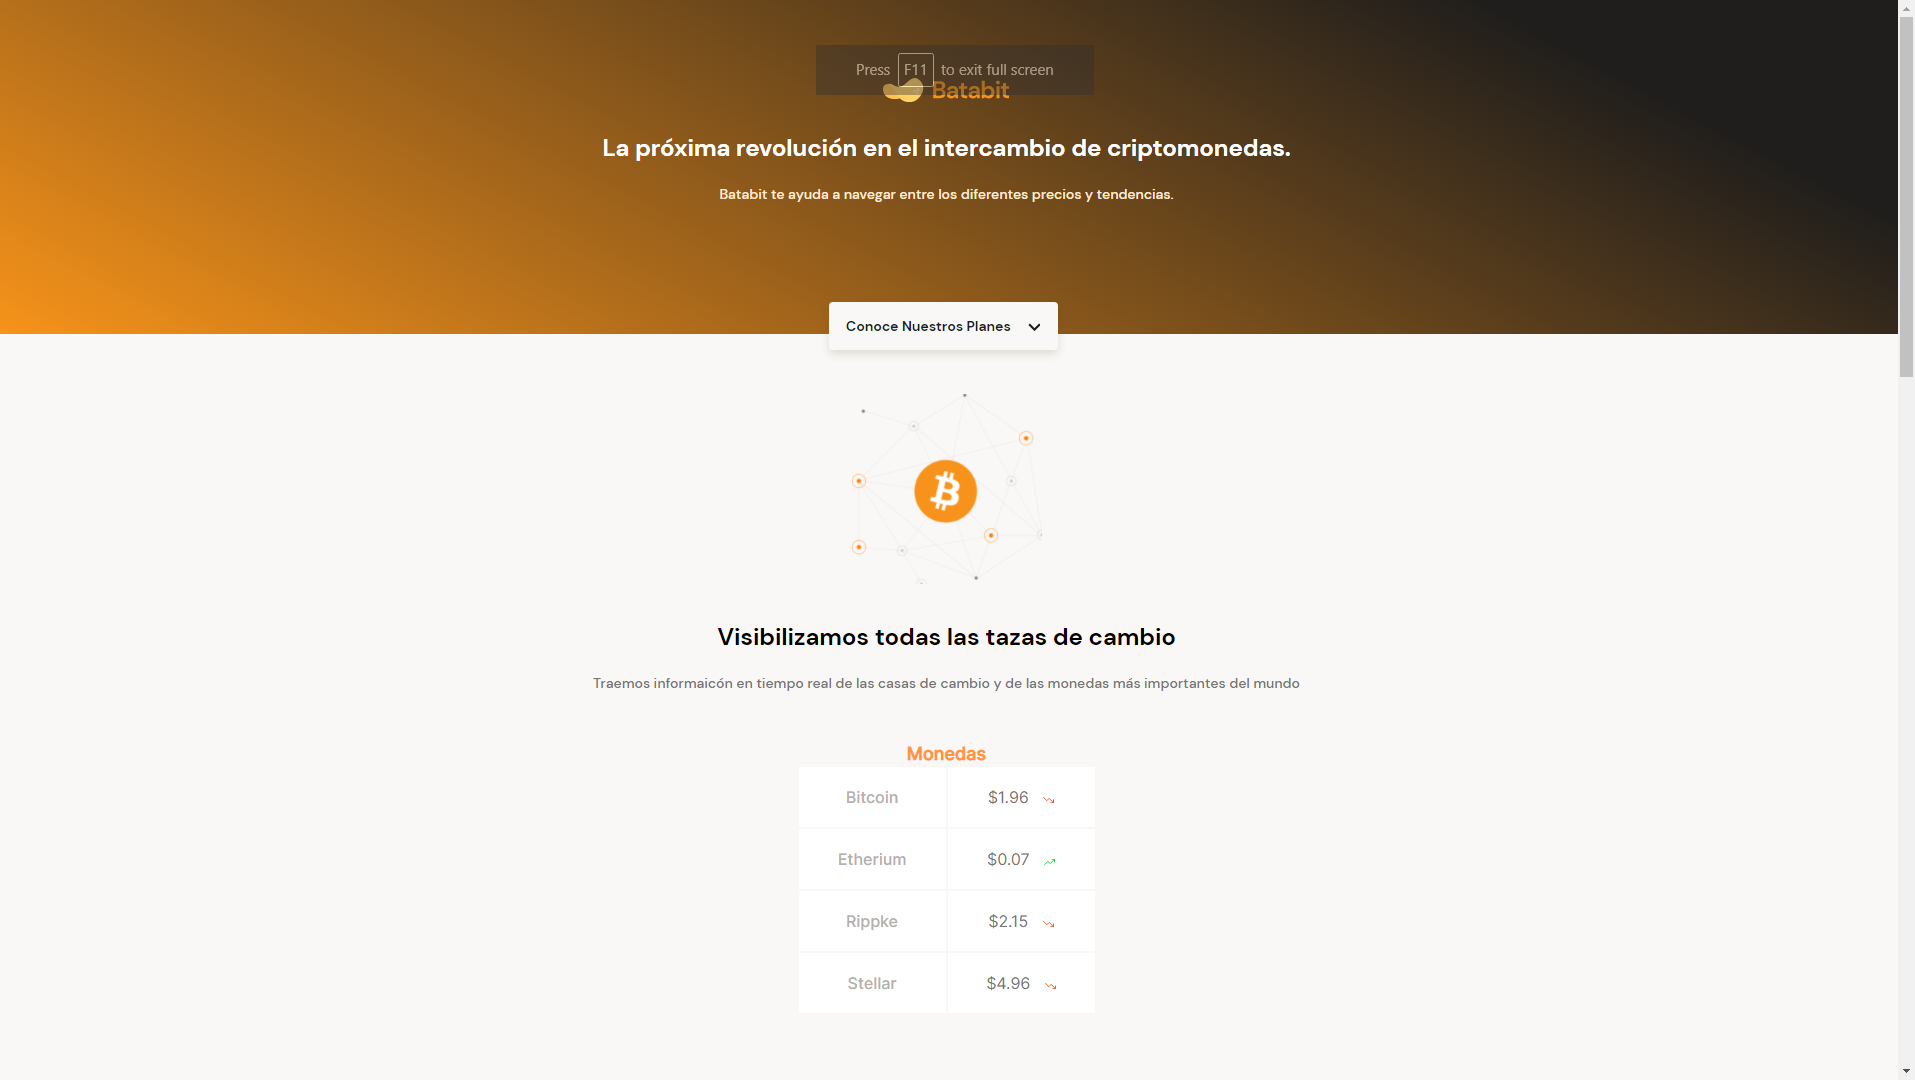 Press F11 to exit full screen
Batabit
La próxima revolución en el intercambio de criptomonedas.
Batabit te ayuda a navegar entre los diferentes precios y tendencias.
Conoce Nuestros Planes
Visibilizamos todas las tazas de cambio
Traemos informaicón en tiempo real de las casas de cambio y de las monedas más importantes del mundo
Monedas
Bitcoin $1.96
Etherium $0.07
Rippke $2.15
Stellar $4.96